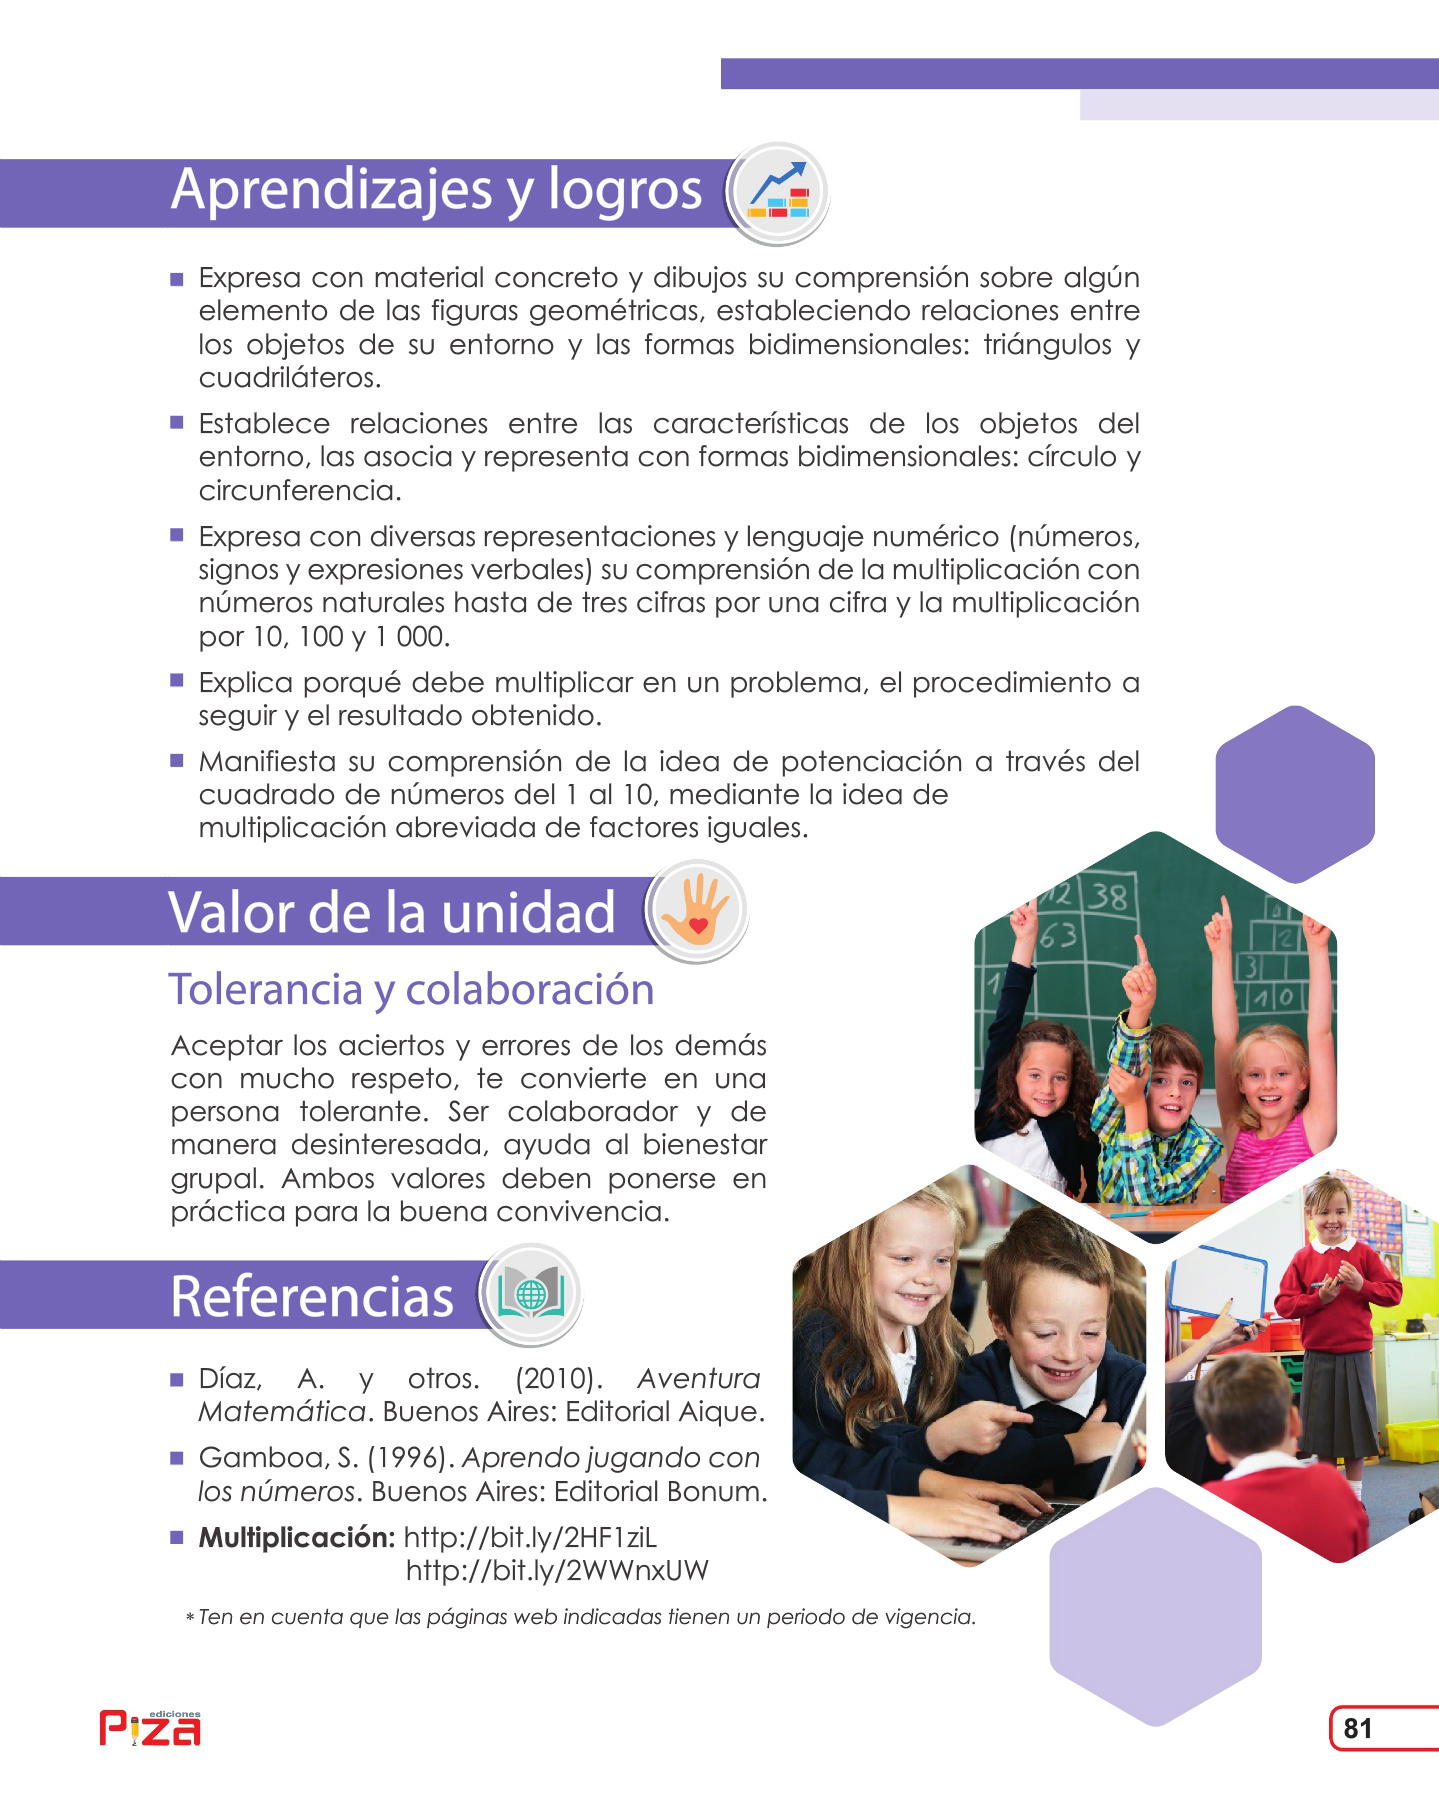 Aprendizajes y logros
Expresa con material concreto y dibujos su comprensión sobre algún
elemento de las figuras geométricas, estableciendo relaciones entre
los objetos de su entorno y las formas bidimensionales: triángulos y
cuadriláteros.
Establece relaciones entre las características de los objetos del
entorno, las asocia y representa con formas bidimensionales: círculo y
circunferencia.
Expresa con diversas representaciones y lenguaje numérico (números,
signos y expresiones verbales) su comprensión de la multiplicación con
números naturales hasta de tres cifras por una cifra y la multiplicación
por 10, 100 y 1 000.
Explica porqué debe multiplicar en un problema, el procedimiento a
seguir y el resultado obtenido.
Manifiesta su comprensión de la idea de potenciación a través del
cuadrado de números del 1 al 10, mediante la idea de
multiplicación abreviada de factores iguales.
Valor de la unidad
Tolerancia y colaboración
Aceptar los aciertos y errores de los demás
con mucho respeto, te convierte en una
persona tolerante. Ser colaborador y de
manera desinteresada, ayuda al bienestar
grupal. Ambos valores deben ponerse en
práctica para la buena convivencia.
12 38
63
2
3
1 0
Referencias
Díaz, A. y otros. (2010). Aventura
Matemática. Buenos Aires: Editorial Aique.
Gamboa, S. (1996). Aprendo jugando con
los números. Buenos Aires: Editorial Bonum.
Multiplicación: http://bit.ly/2HF1ziL
http://bit.ly/2WWnxUW
* Ten en cuenta que las páginas web indicadas tienen un periodo de vigencia.
ediciones
Piza
81